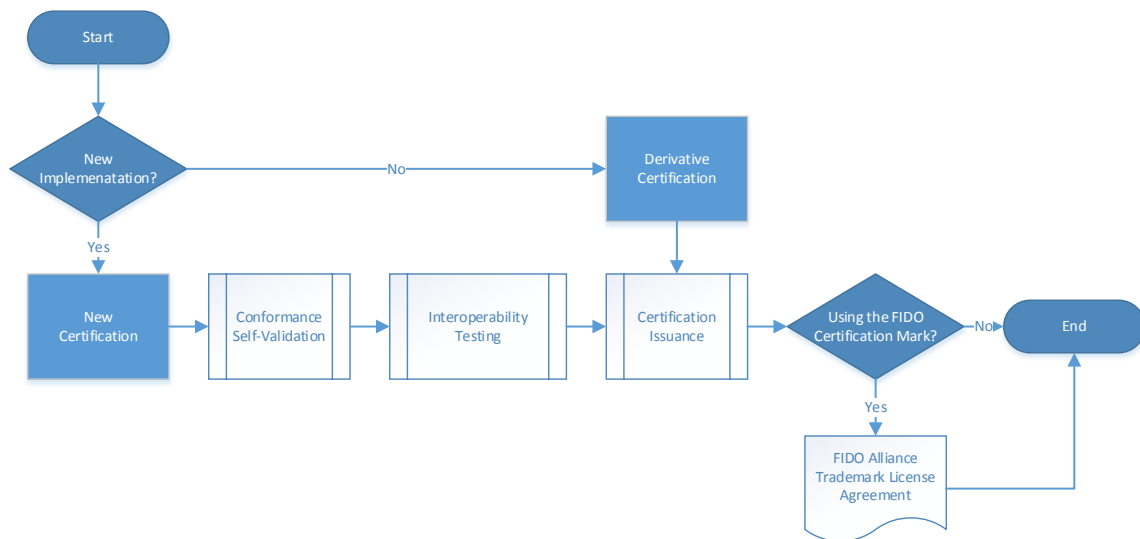 Start
New
Implemenatation?
No
Derivative
Certification
Yes
New
Certification
Conformance
Self-Validation
Interoperability
Testing
Certification
Issuance
Using the FIDO
Certification Mark?
No
End
Yes
FIDO Alliance
Trademark License
Agreement